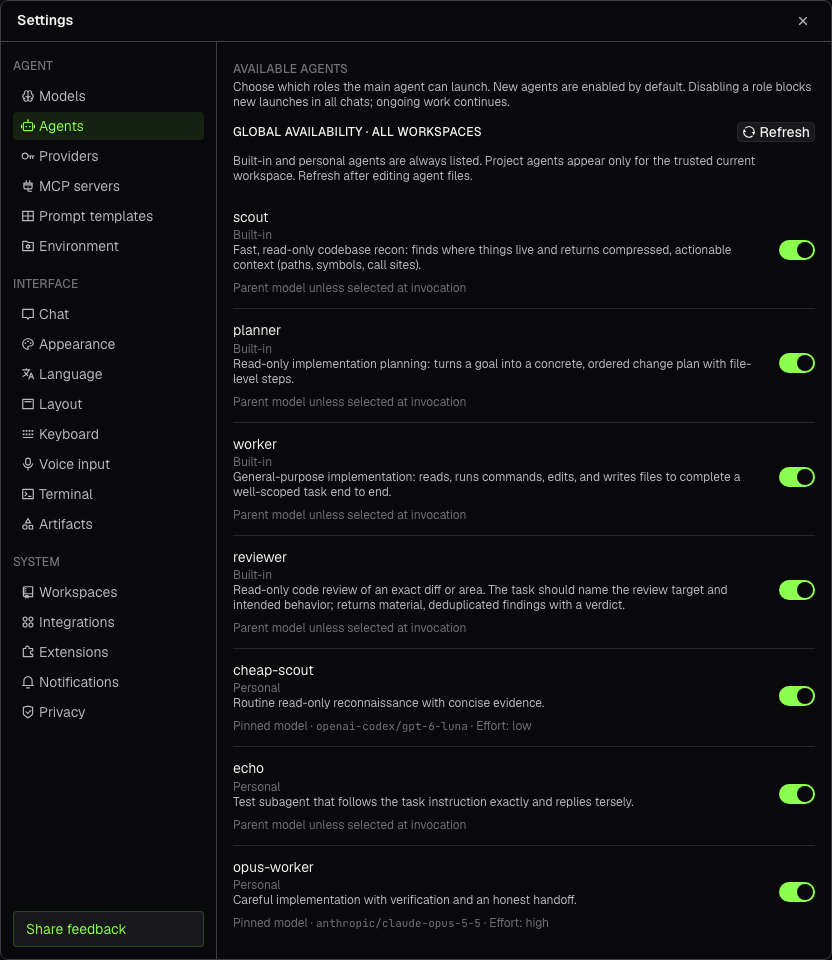 Settings
AGENT
Models
Agents
Providers
MCP servers
Prompt templates
Environment
INTERFACE
Chat
Appearance
Language
Layout
Keyboard
Voice input
Terminal
Artifacts
SYSTEM
Workspaces
Integrations
Extensions
Notifications
Privacy
Share feedback
AVAILABLE AGENTS
Choose which roles the main agent can launch. New agents are enabled by default. Disabling a role blocks
new launches in all chats; ongoing work continues.
GLOBAL AVAILABILITY · ALL WORKSPACES
Refresh
Built-in and personal agents are always listed. Project agents appear only for the trusted current
workspace. Refresh after editing agent files.
scout
Built-in
Fast, read-only codebase recon: finds where things live and returns compressed, actionable
context (paths, symbols, call sites).
Parent model unless selected at invocation
planner
Built-in
Read-only implementation planning: turns a goal into a concrete, ordered change plan with file-
level steps.
Parent model unless selected at invocation
worker
Built-in
General-purpose implementation: reads, runs commands, edits, and writes files to complete a
well-scoped task end to end.
Parent model unless selected at invocation
reviewer
Built-in
Read-only code review of an exact diff or area. The task should name the review target and
intended behavior; returns material, deduplicated findings with a verdict.
Parent model unless selected at invocation
cheap-scout
Personal
Routine read-only reconnaissance with concise evidence.
Pinned model · openai-codex/gpt-6-luna · Effort: low
echo
Personal
Test subagent that follows the task instruction exactly and replies tersely.
Parent model unless selected at invocation
opus-worker
Personal
Careful implementation with verification and an honest handoff.
Pinned model · anthropic/claude-opus-5-5 · Effort: high